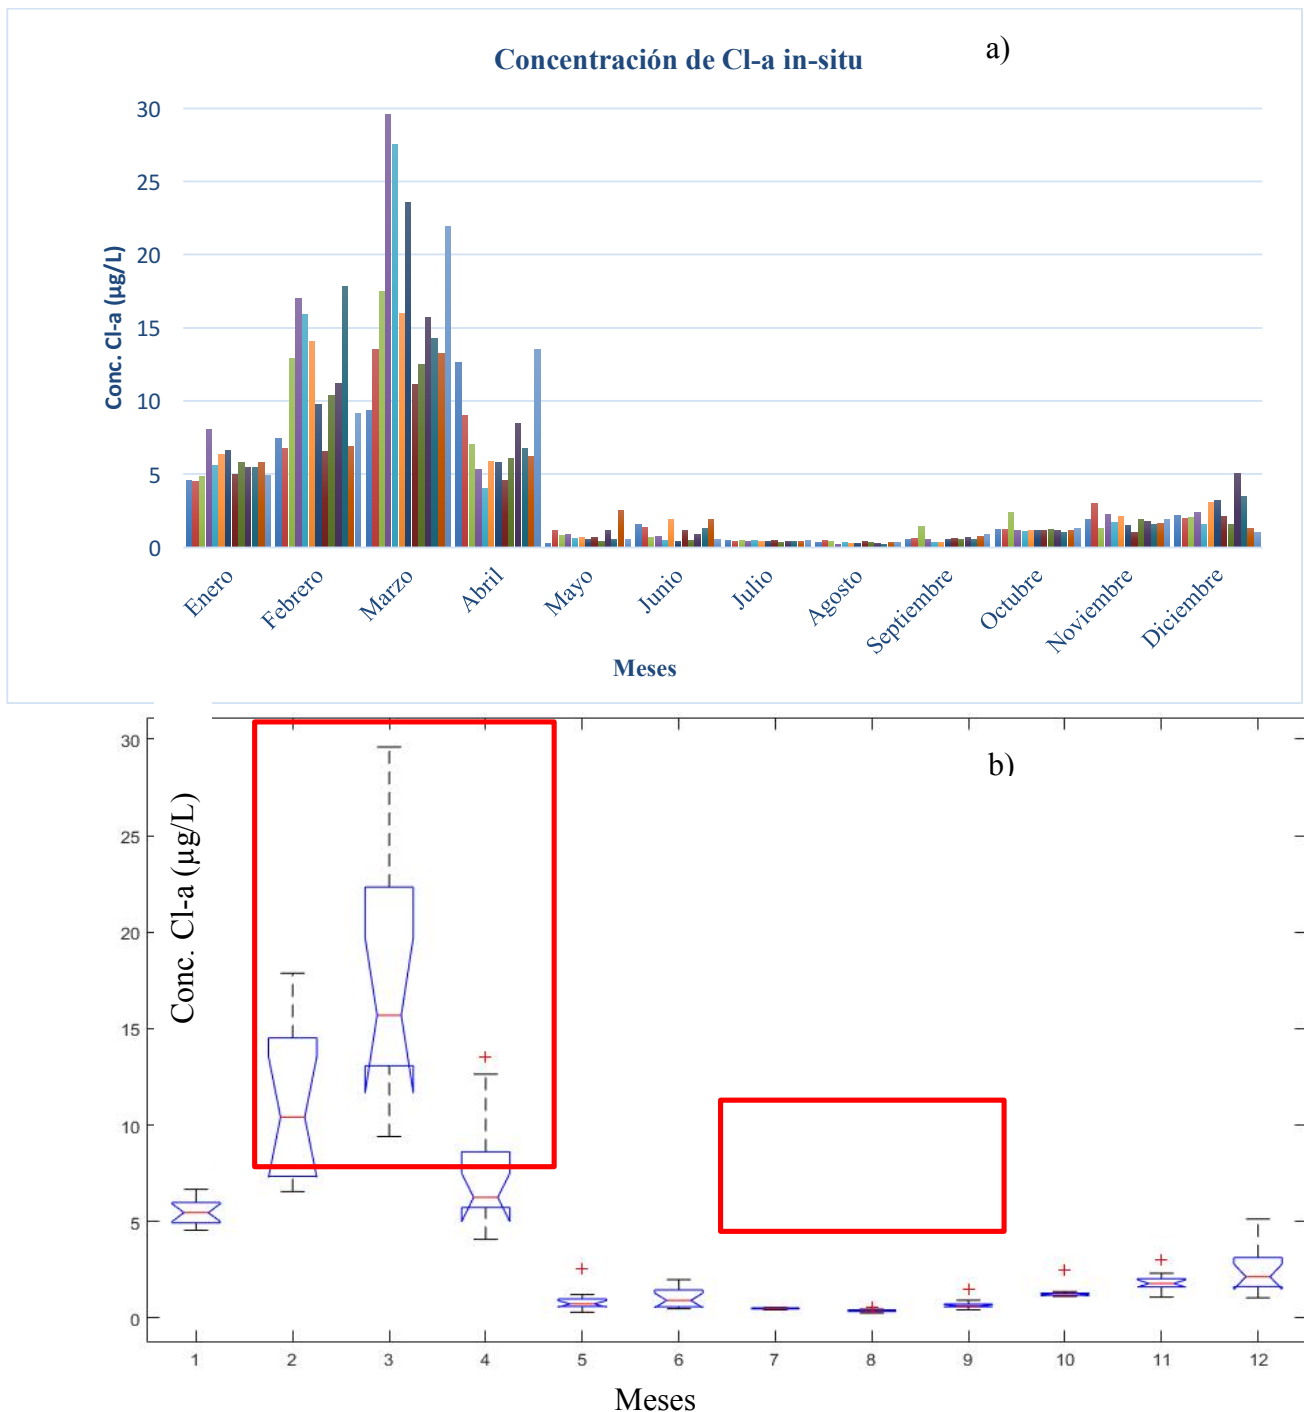 Concentración de Cl-a in-situ
a)
Conc. Cl-a (µg/L)
30
25
20
15
10
5
0
Enero
Febrero
Marzo
Abril
Mayo
Junio
Julio
Agosto
Septiembre
Octubre
Noviembre
Diciembre
Meses
b)
Conc. Cl-a (µg/L)
30
25
20
15
10
5
0
1 2 3 4 5 6 7 8 9 10 11 12
Meses